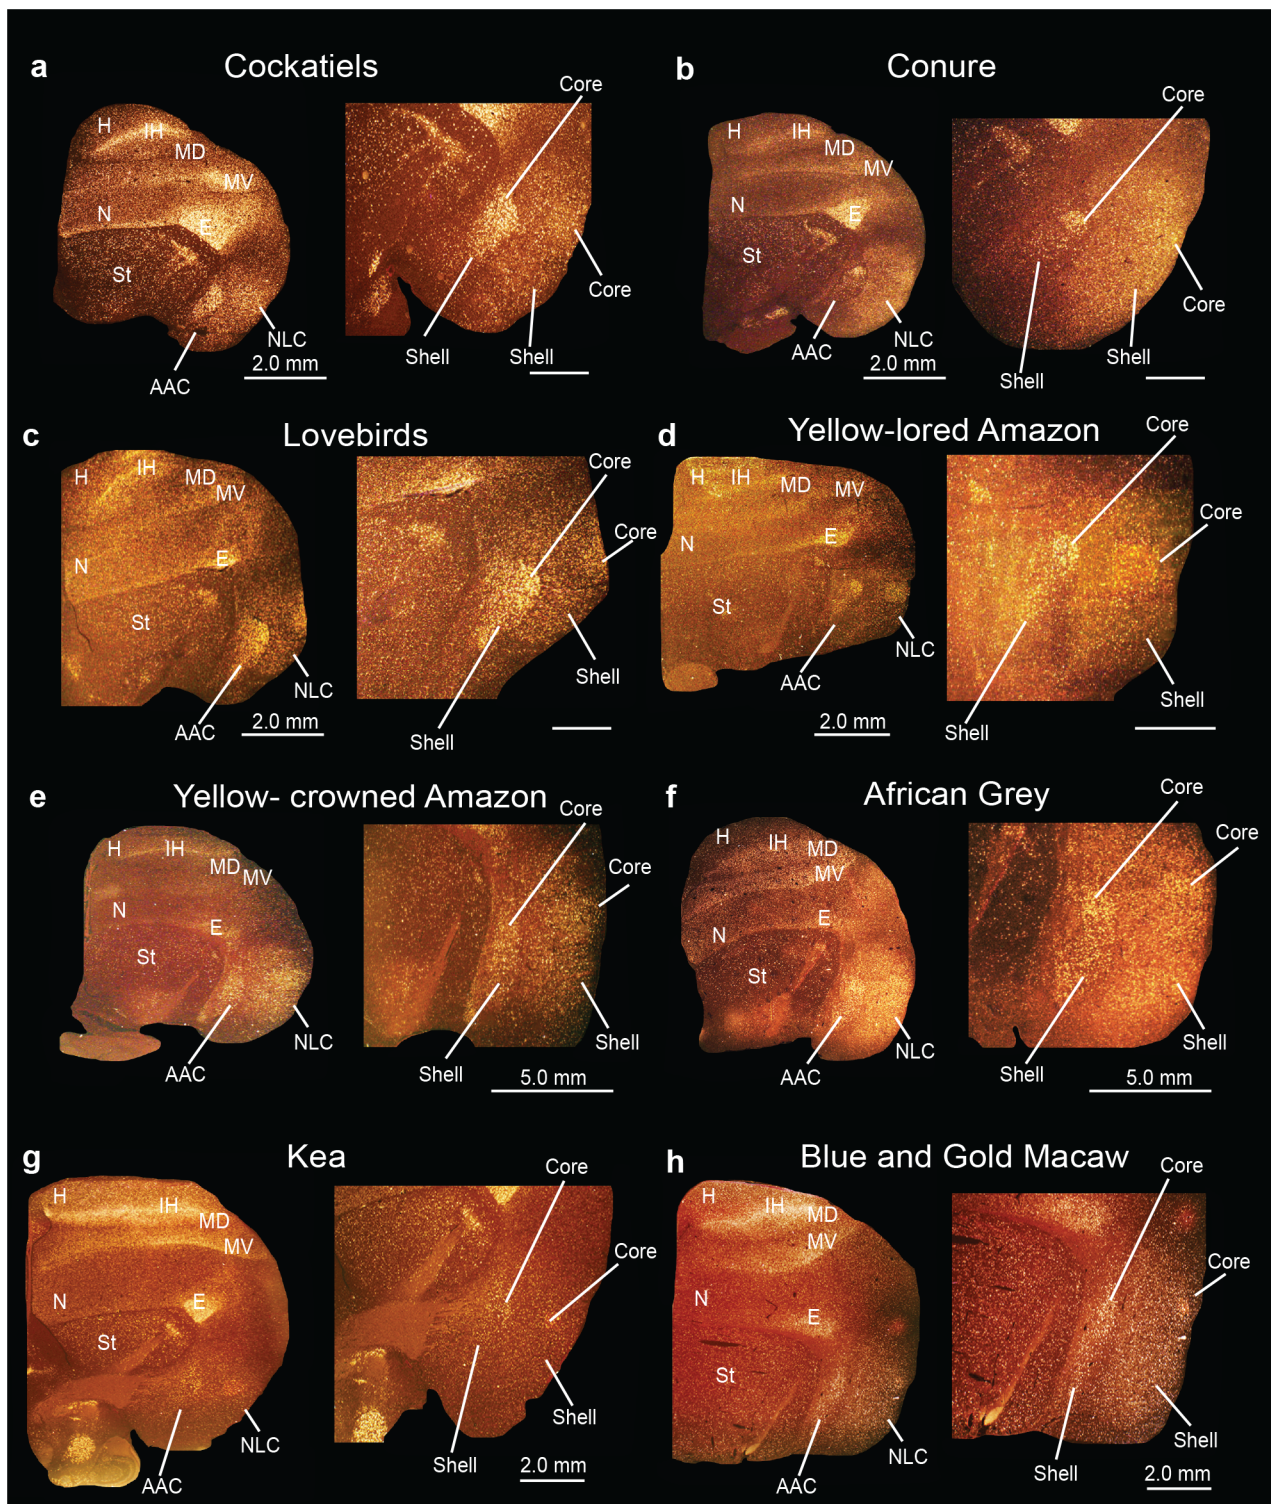 a Cockatiels
Core
H IH MD
MV
N E
St
Core
NLC
2.0 mm
Shell Shell
AAC
b Conure
Core
H IH MD
MV
N E
St
Core
AAC NLC
2.0 mm
Shell
Shell
c Lovebirds
Core
H IH MD
MV
Core
N E
St
Shell
NLC
AAC 2.0 mm
Shell
d Yellow-lored Amazon
Core
H IH MD MV
Core
N E
St
NLC
AAC
Shell
2.0 mm
Shell
e Yellow- crowned Amazon
Core
H IH
MD
MV
Core
N
E
St
NLC
Shell
AAC
Shell
5.0 mm
f African Grey
Core
Core
H IH MD
MV
N E
St
NLC
Shell
AAC
Shell
5.0 mm
g Kea
Core
H IH
MD
MV
Core
N E
St
Shell
NLC
Shell
AAC
2.0 mm
h Blue and Gold Macaw
Core
H IH MD
MV
Core
N
E
St
Shell
NLC
Shell
AAC
2.0 mm